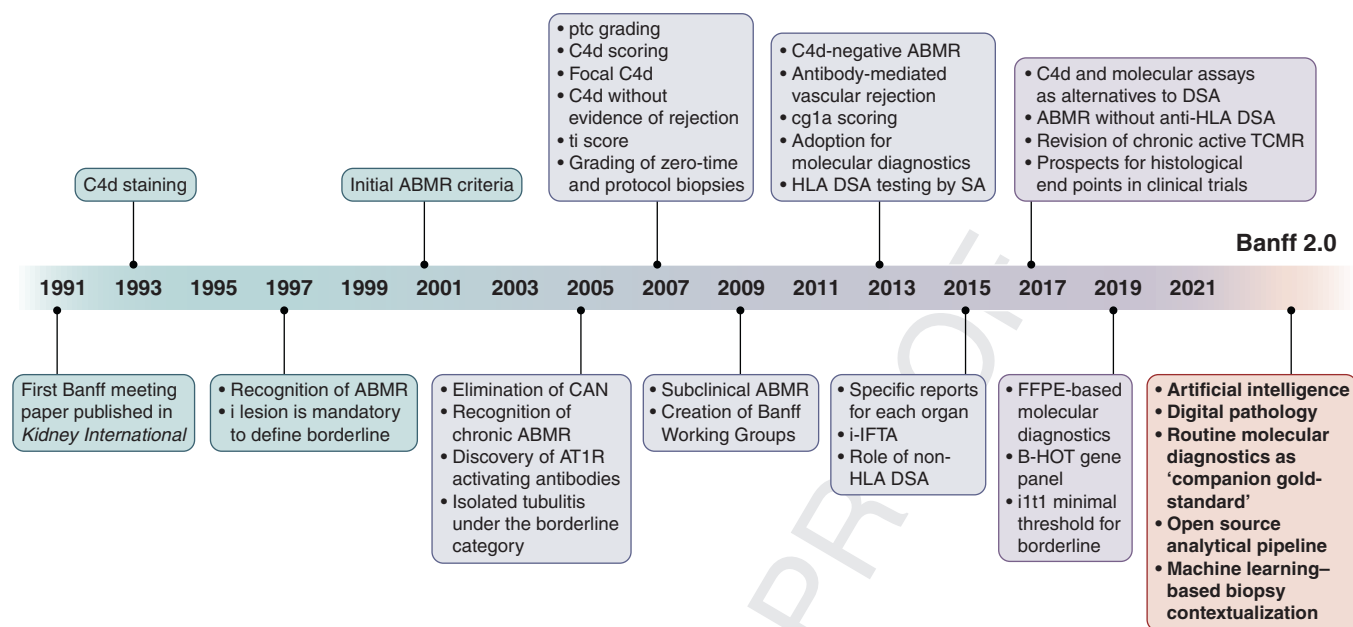 • ptc grading
• C4d scoring
• Focal C4d
• C4d without
evidence of rejection
• ti score
• Grading of zero-time
and protocol biopsies
• C4d-negative ABMR
• Antibody-mediated
vascular rejection
• cg1a scoring
• Adoption for
molecular diagnostics
• HLA DSA testing by SA
• C4d and molecular assays
as alternatives to DSA
• ABMR without anti-HLA DSA
• Revision of chronic active TCMR
• Prospects for histological
end points in clinical trials
C4d staining
Initial ABMR criteria
Banff 2.0
1991 1993 1995 1997 1999 2001 2003 2005 2007 2009 2011 2013 2015 2017 2019 2021
First Banff meeting
paper published in
Kidney International
• Recognition of ABMR
• i lesion is mandatory
to define borderline
• Elimination of CAN
• Recognition of
chronic ABMR
• Discovery of AT1R
activating antibodies
• Isolated tubulitis
under the borderline
category
• Subclinical ABMR
• Creation of Banff
Working Groups
• Specific reports
for each organ
• i-IFTA
• Role of non-
HLA DSA
• FFPE-based
molecular
diagnostics
• B-HOT gene
panel
• i1t1 minimal
threshold for
borderline
• Artificial intelligence
• Digital pathology
• Routine molecular
diagnostics as
‘companion gold-
standard’
• Open source
analytical pipeline
• Machine learning–
based biopsy
contextualization
PROOF